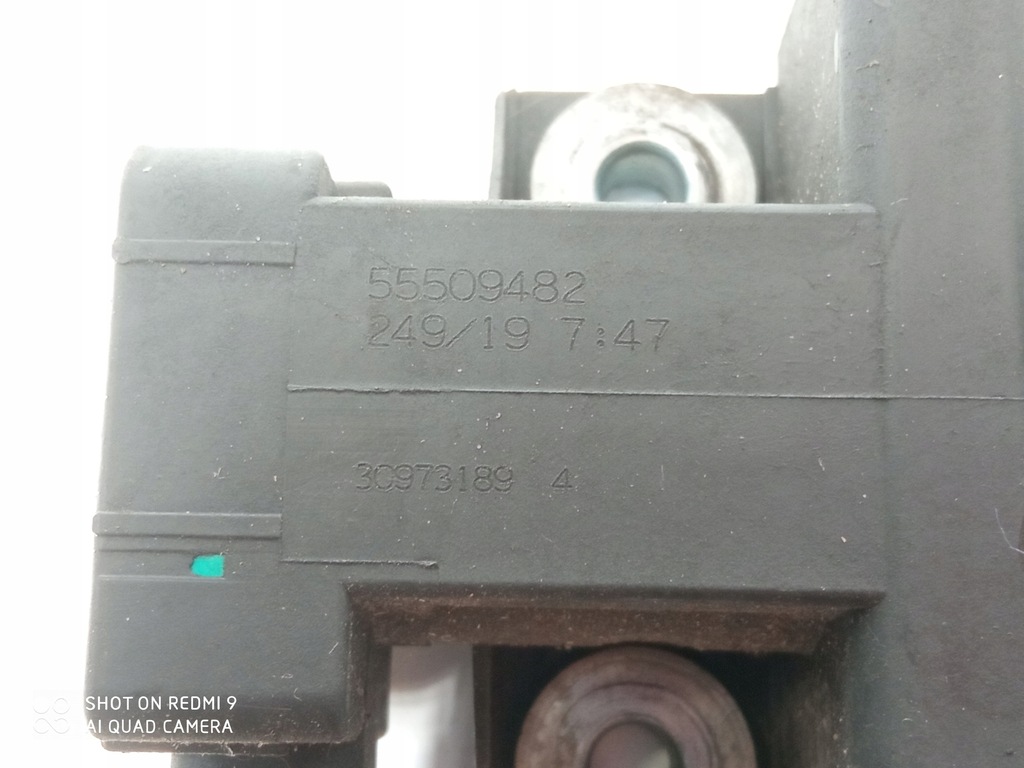 55509482
249/19 7:47
30973189 4
SHOT ON REDMI 9
AI QUAD CAMERA